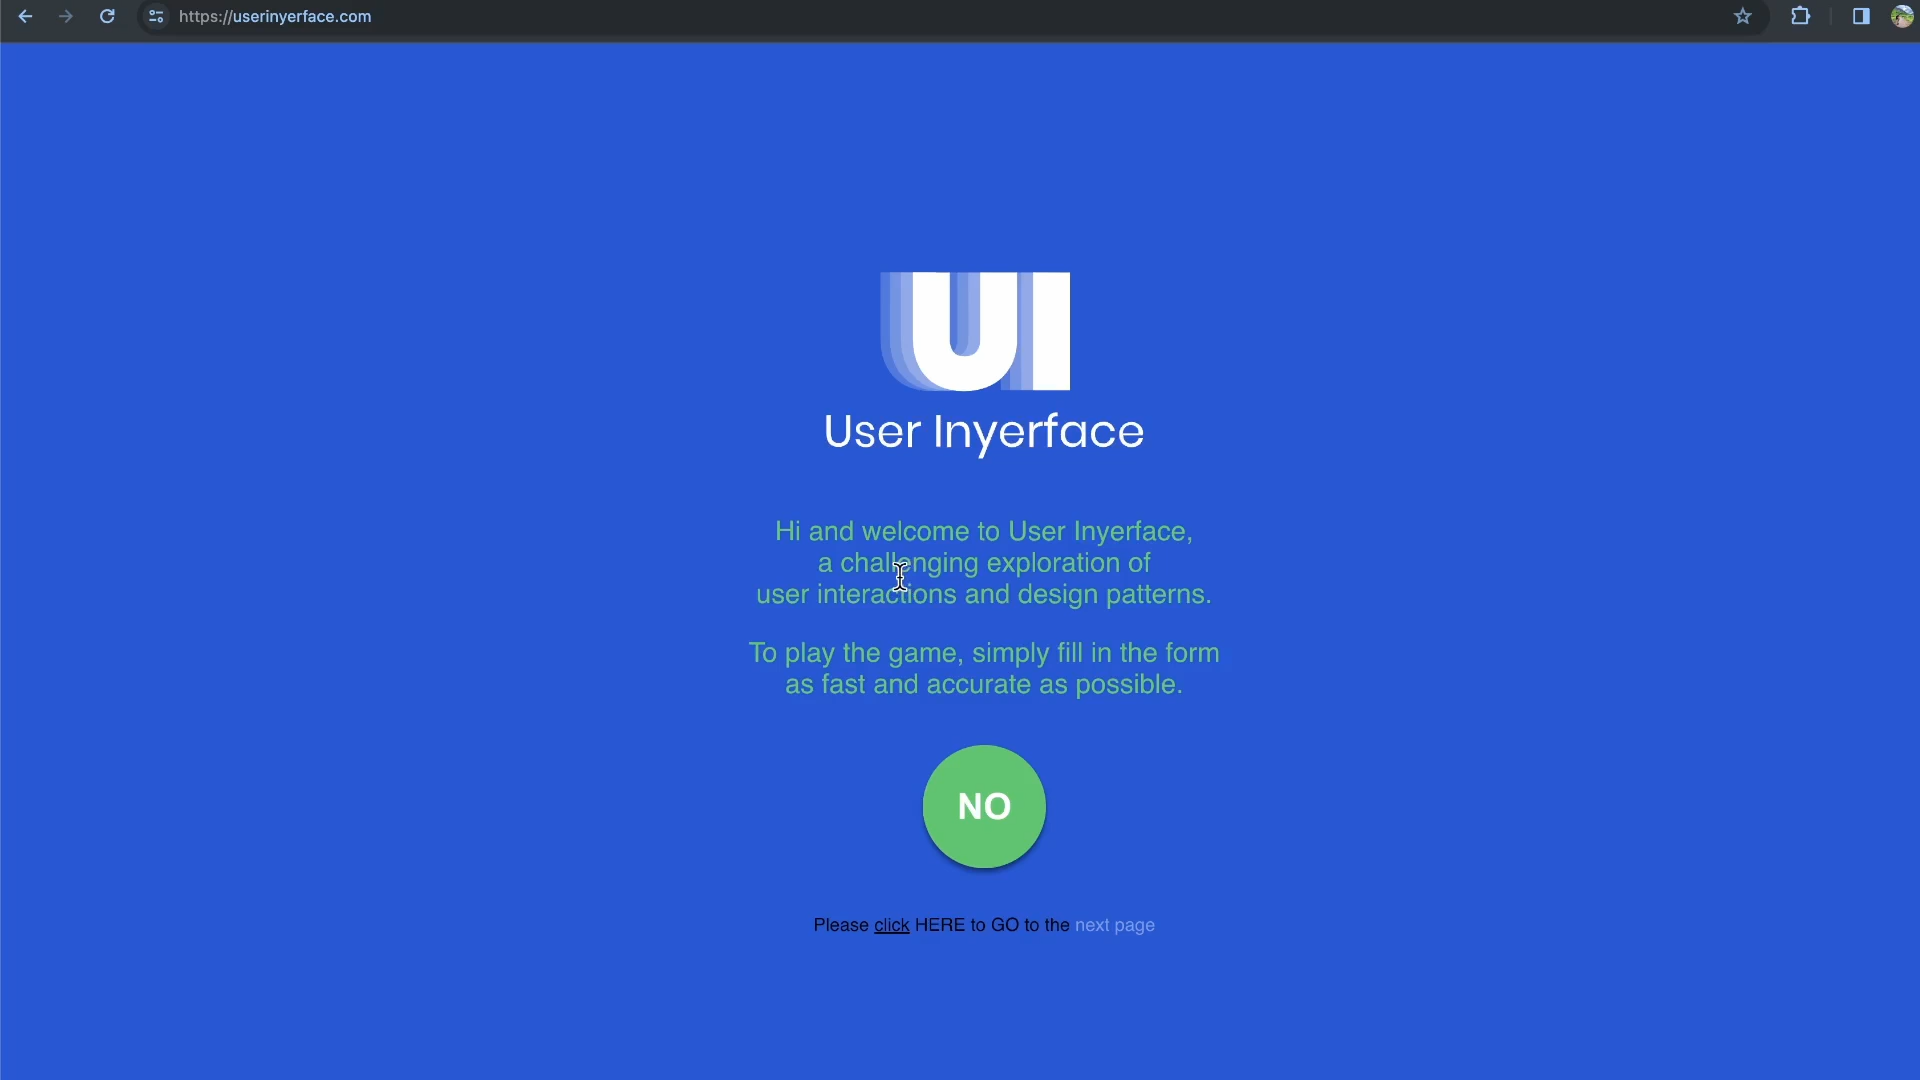 https://userinyerface.com
UI
User Inyerface
Hi and welcome to User Inyerface,
a challenging exploration of
user interactions and design patterns.
To play the game, simply fill in the form
as fast and accurate as possible.
NO
Please click HERE to GO to the next page